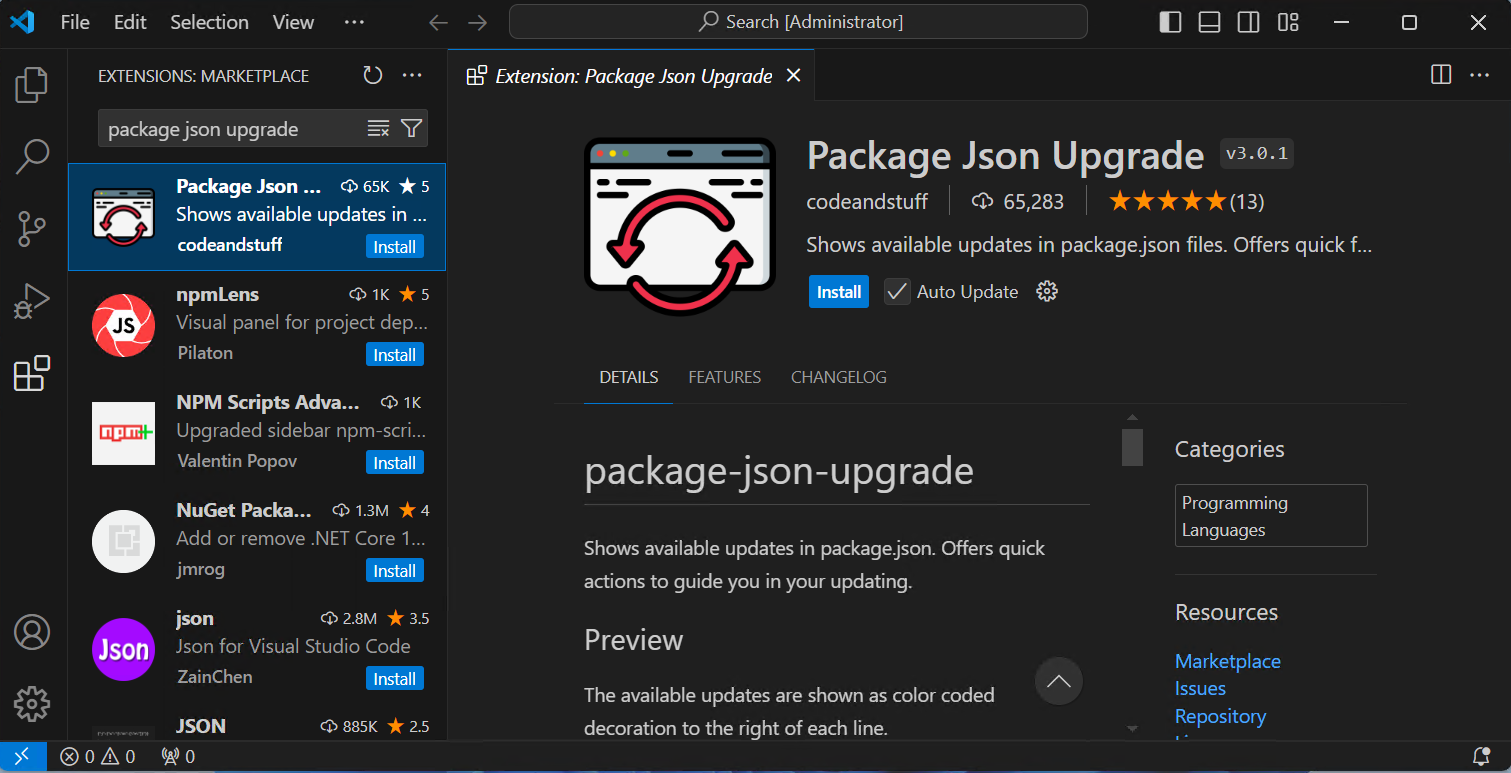 File Edit Selection View ···
Search [Administrator]
EXTENSIONS: MARKETPLACE
package json upgrade
Package Json ... 65K ★ 5
Shows available updates in ...
codeandstuff
Install
npmLens 1K ★ 5
JS
Visual panel for project dep...
Pilaton
Install
NPM Scripts Adva... 1K
npm+
Upgraded sidebar npm-scri...
Valentin Popov
Install
NuGet Packa... 1.3M ★ 4
Add or remove .NET Core 1...
jmrog
Install
json 2.8M ★ 3.5
Json
Json for Visual Studio Code
ZainChen
Install
JSON 885K ★ 2.5
Extension: Package Json Upgrade
Package Json Upgrade v3.0.1
codeandstuff 65,283 ★★★★★(13)
Shows available updates in package.json files. Offers quick f...
Install Auto Update
DETAILS FEATURES CHANGELOG
package-json-upgrade
Shows available updates in package.json. Offers quick
actions to guide you in your updating.
Preview
The available updates are shown as color coded
decoration to the right of each line.
Categories
Programming
Languages
Resources
Marketplace
Issues
Repository
0 0 0